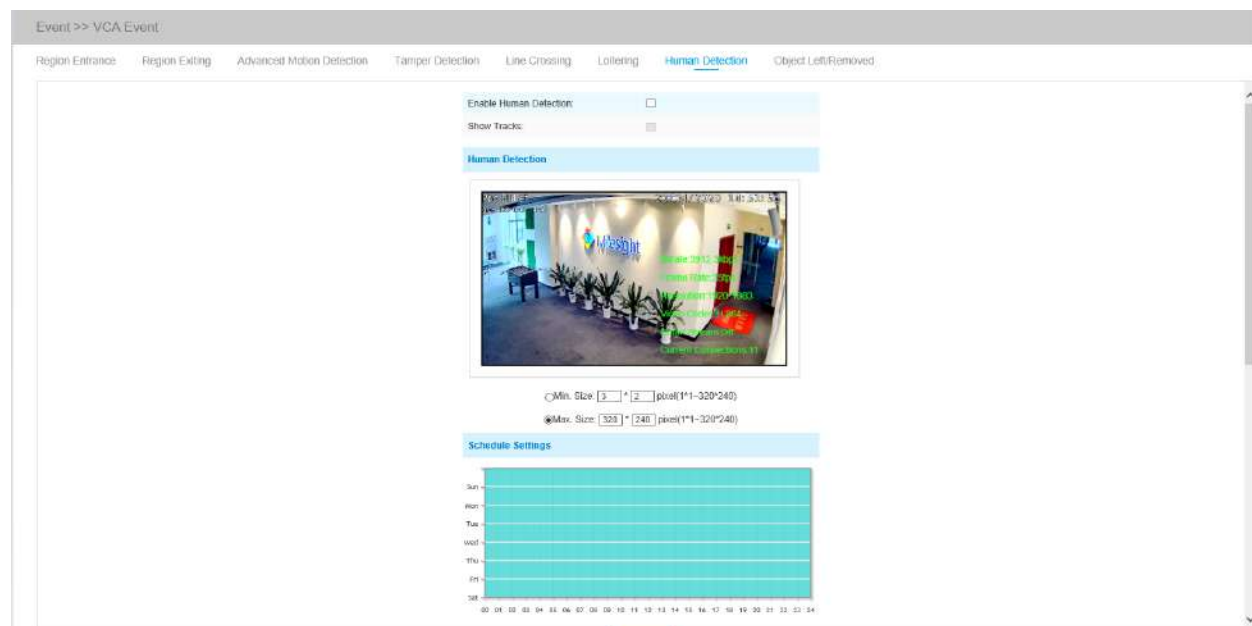 Event >> VCA Event
Region Entrance Region Exiting Advanced Motion Detection Tamper Detection Line Crossing Loitering Human Detection Object Left/Removed
Enable Human Detection:
Show Tracks:
Human Detection
Milesight
Current Connections:11
Min. Size: 3 * 2 pixel(1*1~320*240)
Max. Size: 320 * 240 pixel(1*1~320*240)
Schedule Settings
Sun
Mon
Tue
Wed
Thu
Fri
Sat
00 01 02 03 04 05 06 07 08 09 10 11 12 13 14 15 16 17 18 19 20 21 22 23 24